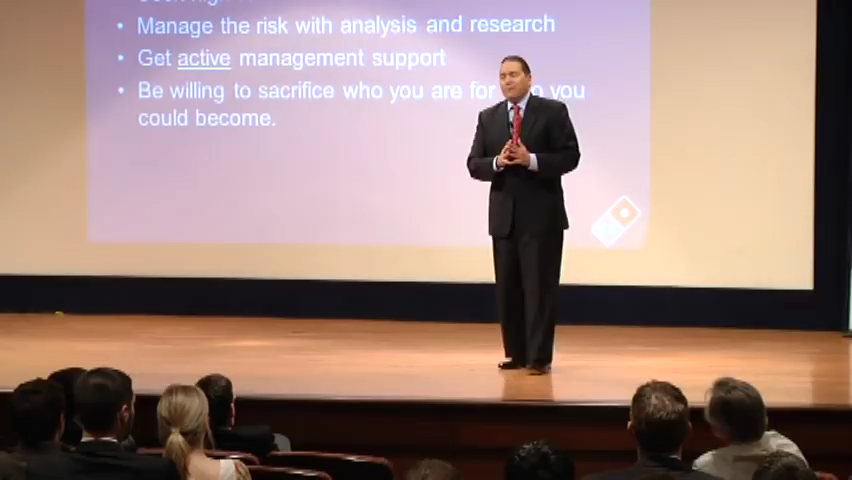 • Manage the risk with analysis and research
• Get active management support
• Be willing to sacrifice who you are for you
could become.